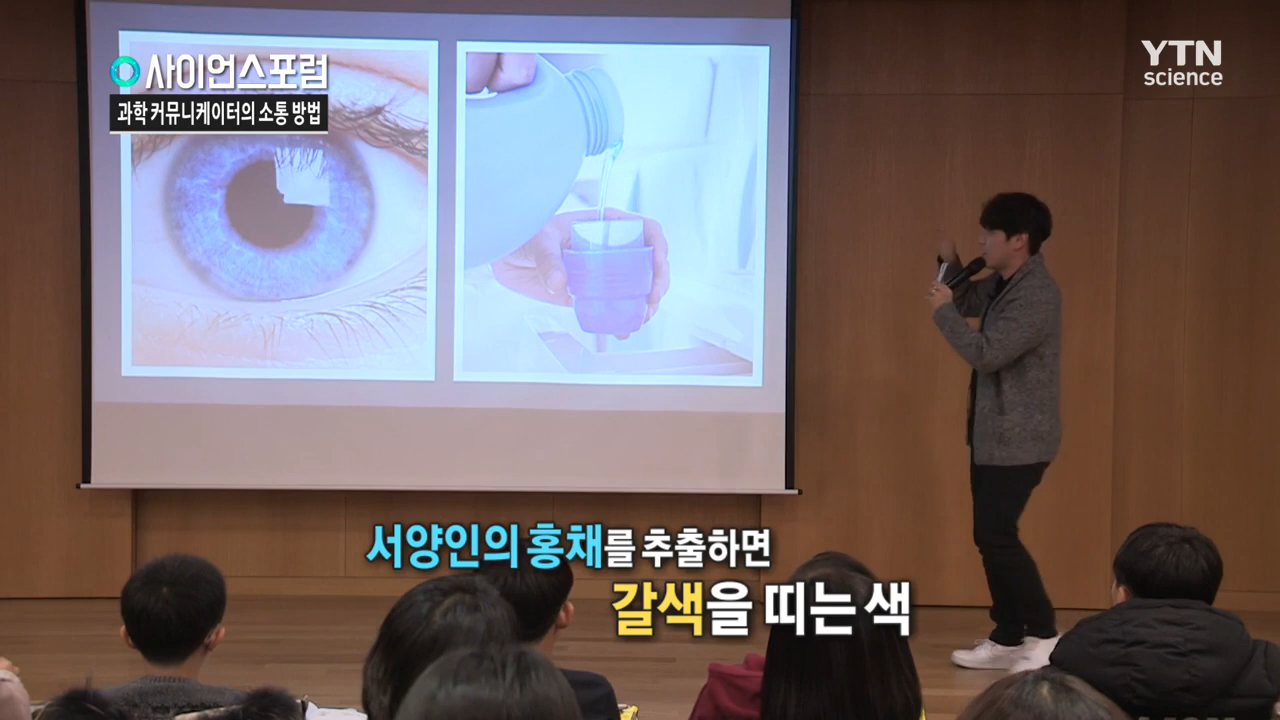 사이언스포럼
과학 커뮤니케이터의 소통 방법
YTN
science
서양인의 홍채를 추출하면
갈색을 띠는 색